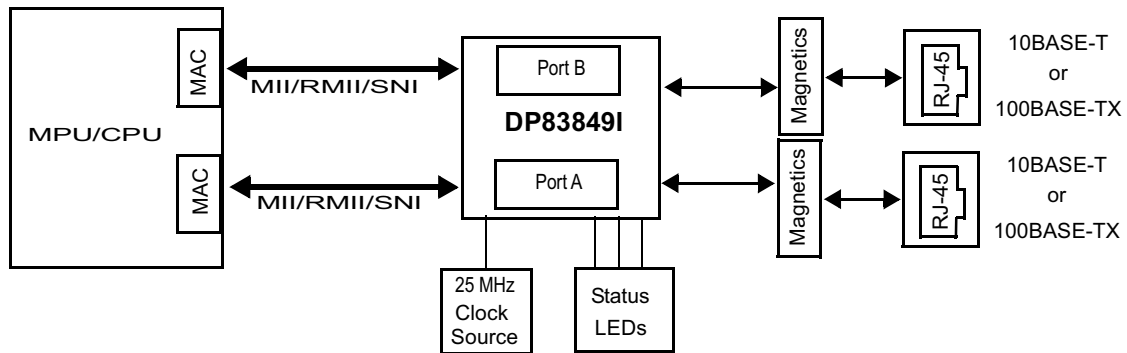 MPU/CPU
MAC
MII/RMII/SNI
MAC
MII/RMII/SNI
Port B
DP83849I
Port A
25 MHz
Clock
Source
Status
LEDs
Magnetics
Magnetics
RJ-45
10BASE-T
or
100BASE-TX
RJ-45
10BASE-T
or
100BASE-TX